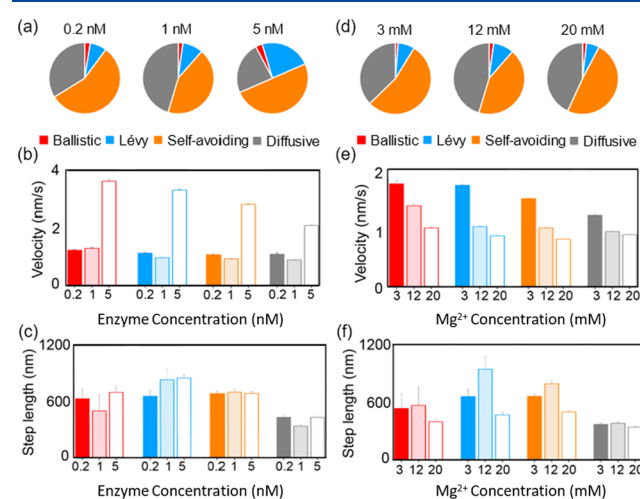 (a) 0.2 nM 1 nM 5 nM
(d) 3 mM 12 mM 20 mM
Ballistic Lévy Self-avoiding Diffusive
Ballistic Lévy Self-avoiding Diffusive
(b)
Velocity (nm/s)
4
2
0
0.2 1 5 0.2 1 5 0.2 1 5 0.2 1 5
Enzyme Concentration (nM)
(e)
Velocity (nm/s)
2
1
0
3 12 20 3 12 20 3 12 20 3 12 20
Mg²⁺ Concentration (mM)
(c)
Step length (nm)
1200
600
0
0.2 1 5 0.2 1 5 0.2 1 5 0.2 1 5
Enzyme Concentration (nM)
(f)
Step length (nm)
1200
600
0
3 12 20 3 12 20 3 12 20 3 12 20
Mg²⁺ Concentration (mM)